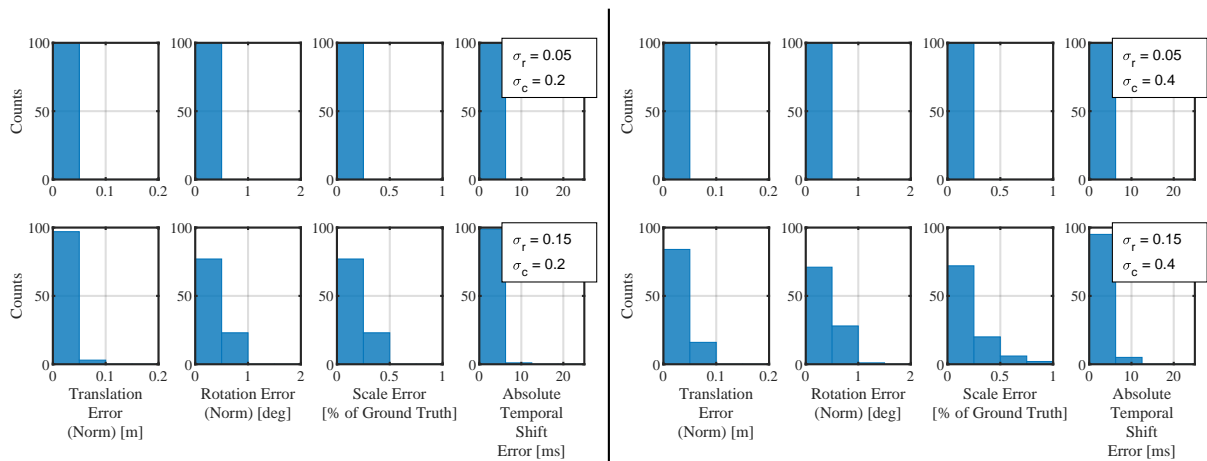 100
50
0
Counts
0 0.1 0.2
100
50
0
0 1 2
100
50
0
0 0.5 1
100
50
0
0 10 20
σr = 0.05
σc = 0.2
100
50
0
Counts
0 0.1 0.2
Translation
Error
(Norm) [m]
100
50
0
0 1 2
Rotation Error
(Norm) [deg]
100
50
0
0 0.5 1
Scale Error
[% of Ground Truth]
100
50
0
0 10 20
Absolute
Temporal
Shift
Error [ms]
σr = 0.15
σc = 0.2
100
50
0
Counts
0 0.1 0.2
100
50
0
0 1 2
100
50
0
0 0.5 1
100
50
0
0 10 20
σr = 0.05
σc = 0.4
100
50
0
Counts
0 0.1 0.2
Translation
Error
(Norm) [m]
100
50
0
0 1 2
Rotation Error
(Norm) [deg]
100
50
0
0 0.5 1
Scale Error
[% of Ground Truth]
100
50
0
0 10 20
Absolute
Temporal
Shift
Error [ms]
σr = 0.15
σc = 0.4